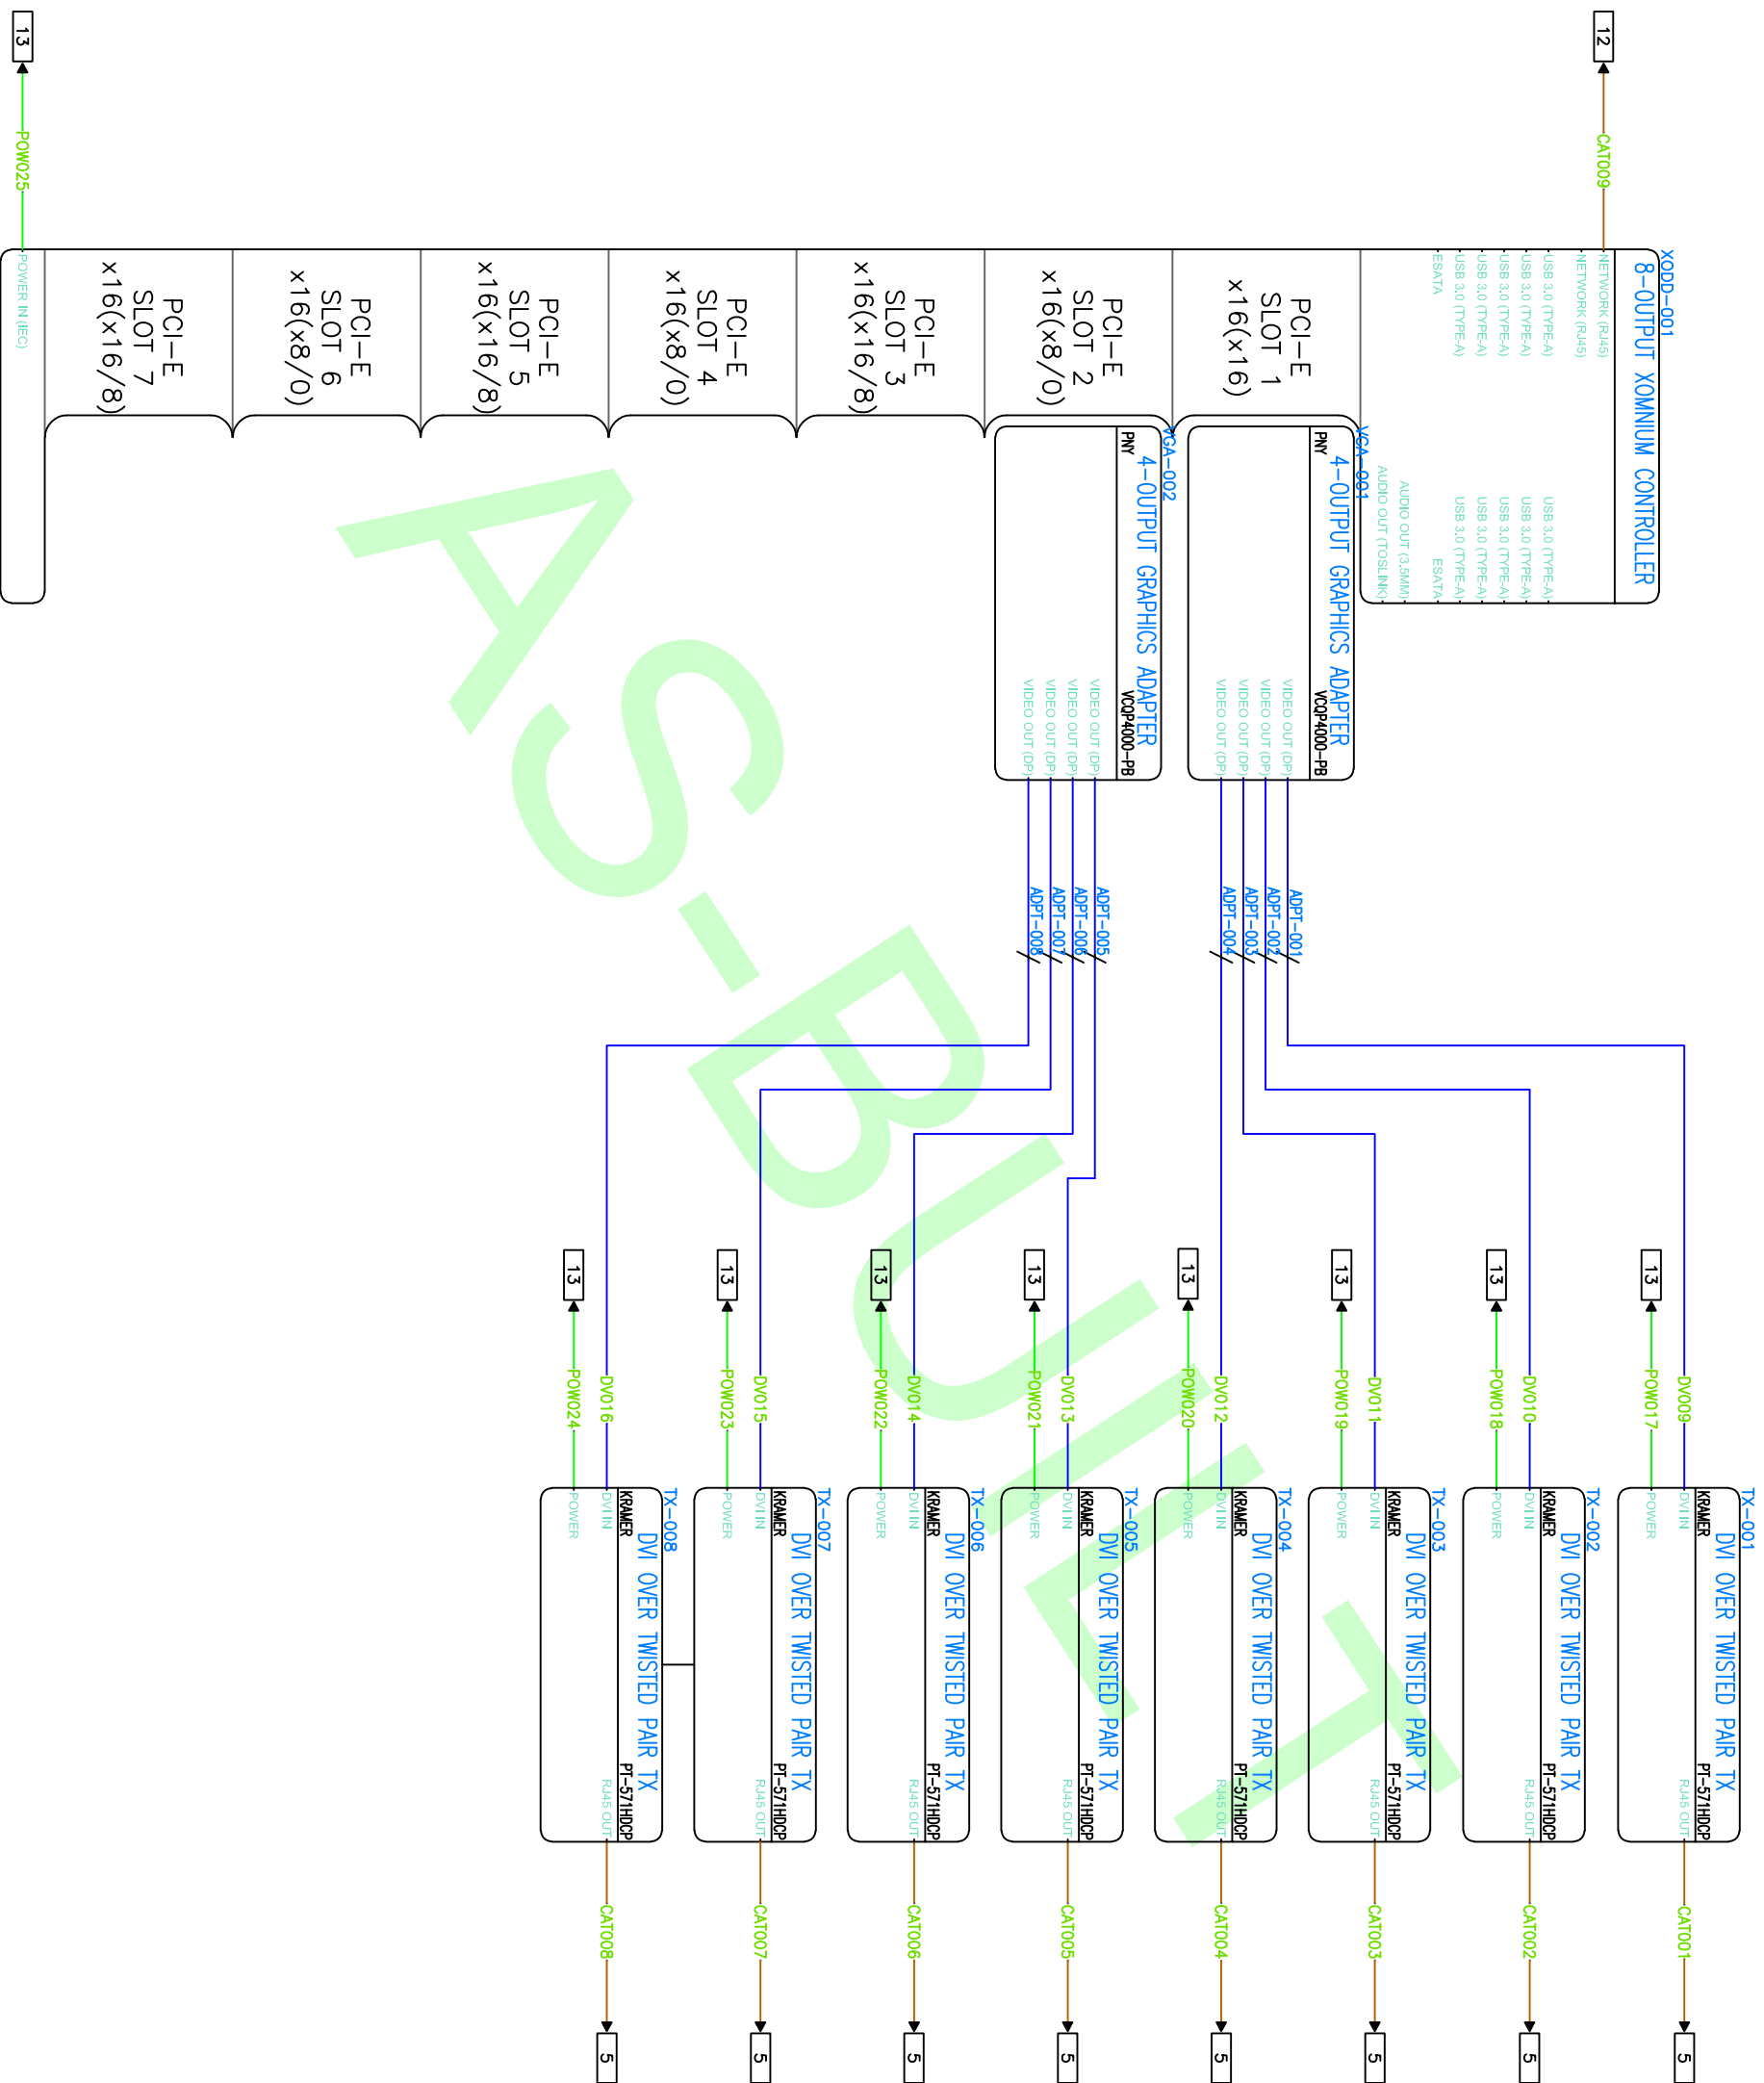 XODD-001
8-OUTPUT XOMNIUM CONTROLLER
12
CAT009
NETWORK (RJ45)
NETWORK (RJ45)
USB 3.0 (TYPE-A)
USB 3.0 (TYPE-A)
USB 3.0 (TYPE-A)
USB 3.0 (TYPE-A)
USB 3.0 (TYPE-A)
ESATA
USB 3.0 (TYPE-A)
USB 3.0 (TYPE-A)
USB 3.0 (TYPE-A)
USB 3.0 (TYPE-A)
USB 3.0 (TYPE-A)
ESATA
AUDIO OUT (3.5MM)
AUDIO OUT (TOSLINK)
PCI-E
SLOT 1
x16(x16)
VGA-001
4-OUTPUT GRAPHICS ADAPTER
PNY
VCQP4000-PB
VIDEO OUT (DP)
VIDEO OUT (DP)
VIDEO OUT (DP)
VIDEO OUT (DP)
ADPT-001
ADPT-002
ADPT-003
ADPT-004
PCI-E
SLOT 2
x16(x8/0)
VGA-002
4-OUTPUT GRAPHICS ADAPTER
PNY
VCQP4000-PB
VIDEO OUT (DP)
VIDEO OUT (DP)
VIDEO OUT (DP)
VIDEO OUT (DP)
ADPT-005
ADPT-006
ADPT-007
ADPT-008
PCI-E
SLOT 3
x16(x16/8)
PCI-E
SLOT 4
x16(x8/0)
PCI-E
SLOT 5
x16(x16/8)
PCI-E
SLOT 6
x16(x8/0)
PCI-E
SLOT 7
x16(x16/8)
13
POW025
POWER IN (IEC)
TX-001
DVI OVER TWISTED PAIR TX
KRAMER
PT-571HDCP
DV009
DVI IN
RJ45 OUT
CAT001
5
13
POW017
POWER
TX-002
DVI OVER TWISTED PAIR TX
KRAMER
PT-571HDCP
DV010
DVI IN
RJ45 OUT
CAT002
5
13
POW018
POWER
TX-003
DVI OVER TWISTED PAIR TX
KRAMER
PT-571HDCP
DV011
DVI IN
RJ45 OUT
CAT003
5
13
POW019
POWER
TX-004
DVI OVER TWISTED PAIR TX
KRAMER
PT-571HDCP
DV012
DVI IN
RJ45 OUT
CAT004
5
13
POW020
POWER
TX-005
DVI OVER TWISTED PAIR TX
KRAMER
PT-571HDCP
DV013
DVI IN
RJ45 OUT
CAT005
5
13
POW021
POWER
TX-006
DVI OVER TWISTED PAIR TX
KRAMER
PT-571HDCP
DV014
DVI IN
RJ45 OUT
CAT006
5
13
POW022
POWER
TX-007
DVI OVER TWISTED PAIR TX
KRAMER
PT-571HDCP
DV015
DVI IN
RJ45 OUT
CAT007
5
13
POW023
POWER
TX-008
DVI OVER TWISTED PAIR TX
KRAMER
PT-571HDCP
DV016
DVI IN
RJ45 OUT
CAT008
5
13
POW024
POWER
AS-BUILT